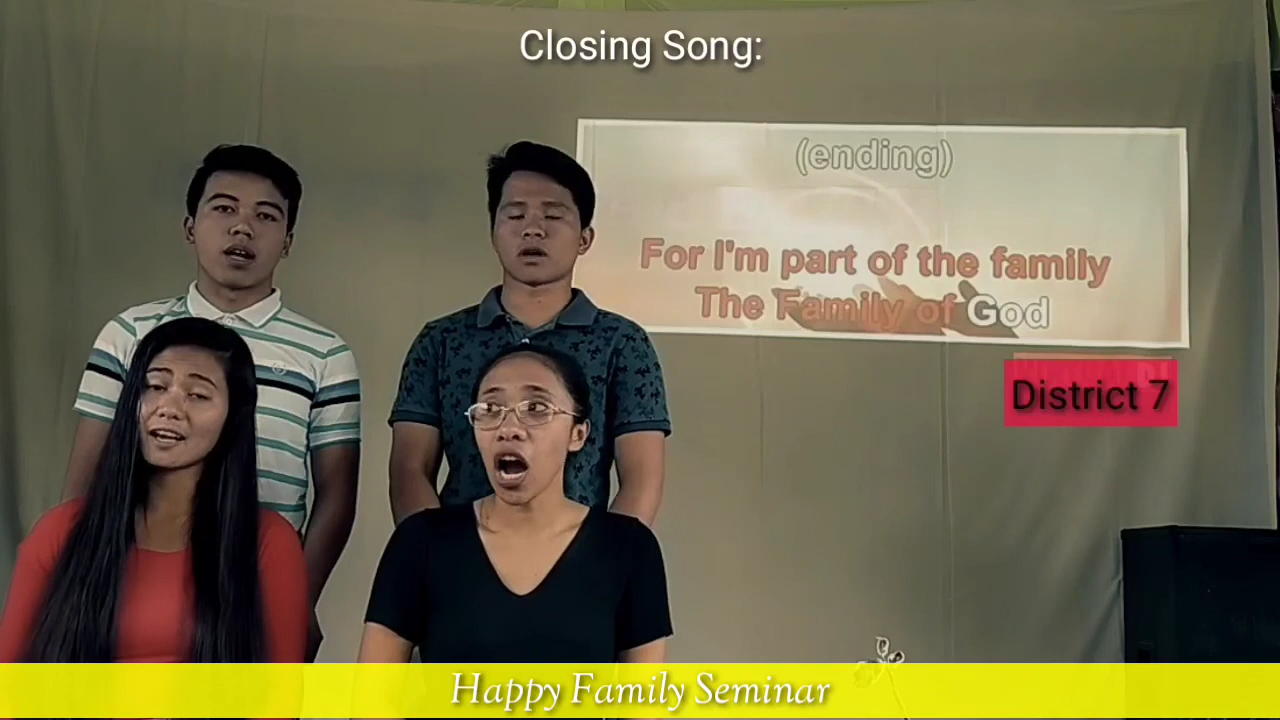 Closing Song:
(ending)
For I'm part of the family
The Family of God
District 7
Happy Family Seminar